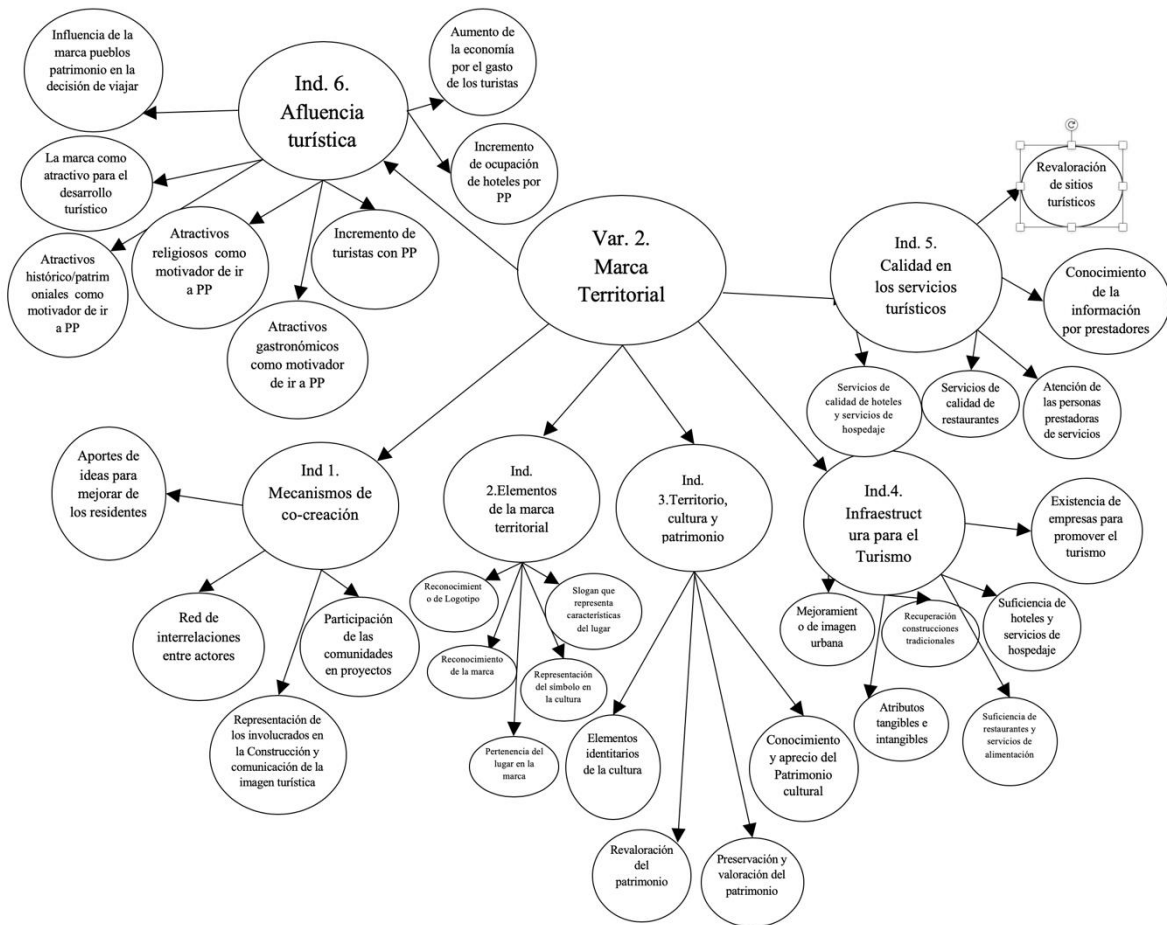 Influencia de la
marca pueblos
patrimonio en la
decisión de viajar
Ind. 6.
Afluencia
turística
Aumento de
la economía
por el gasto
de los turistas
La marca como
atractivo para el
desarrollo
turístico
Incremento
de ocupación
de hoteles por
PP
Atractivos
histórico/patrim
oniales como
motivador de ir
a PP
Atractivos
religiosos como
motivador de ir
a PP
Incremento de
turistas con PP
Atractivos
gastronómicos
como motivador
de ir a PP
Var. 2.
Marca
Territorial
Revaloración
de sitios
turísticos
Ind. 5.
Calidad en
los servicios
turísticos
Conocimiento
de la
información
por prestadores
Servicios de
calidad de hoteles
y servicios de
hospedaje
Servicios de
calidad de
restaurantes
Atención de
las personas
prestadoras
de servicios
Aportes de
ideas para
mejorar de
los residentes
Ind 1.
Mecanismos de
co-creación
Red de
interrelaciones
entre actores
Participación
de las
comunidades
en proyectos
Representación de
los involucrados
en la Construcción y
comunicación de la
imagen turística
Ind.
2.Elementos
de la marca
territorial
Reconocimient
o de Logotipo
Slogan que
representa
características
del lugar
Reconocimiento
de la marca
Representación
del símbolo en
la cultura
Pertenencia del
lugar en la
marca
Ind.
3.Territorio,
cultura y
patrimonio
Elementos
identitarios
de la cultura
Conocimiento
y aprecio del
Patrimonio
cultural
Revaloración
del
patrimonio
Preservación y
valoración del
patrimonio
Ind.4.
Infraestruct
ura para el
Turismo
Existencia de
empresas para
promover el
turismo
Mejoramient
o de imagen
urbana
Recuperación
construcciones
tradicionales
Suficiencia de
hoteles y
servicios de
hospedaje
Atributos
tangibles e
intangibles
Suficiencia de
restaurantes y
servicios de
alimentación